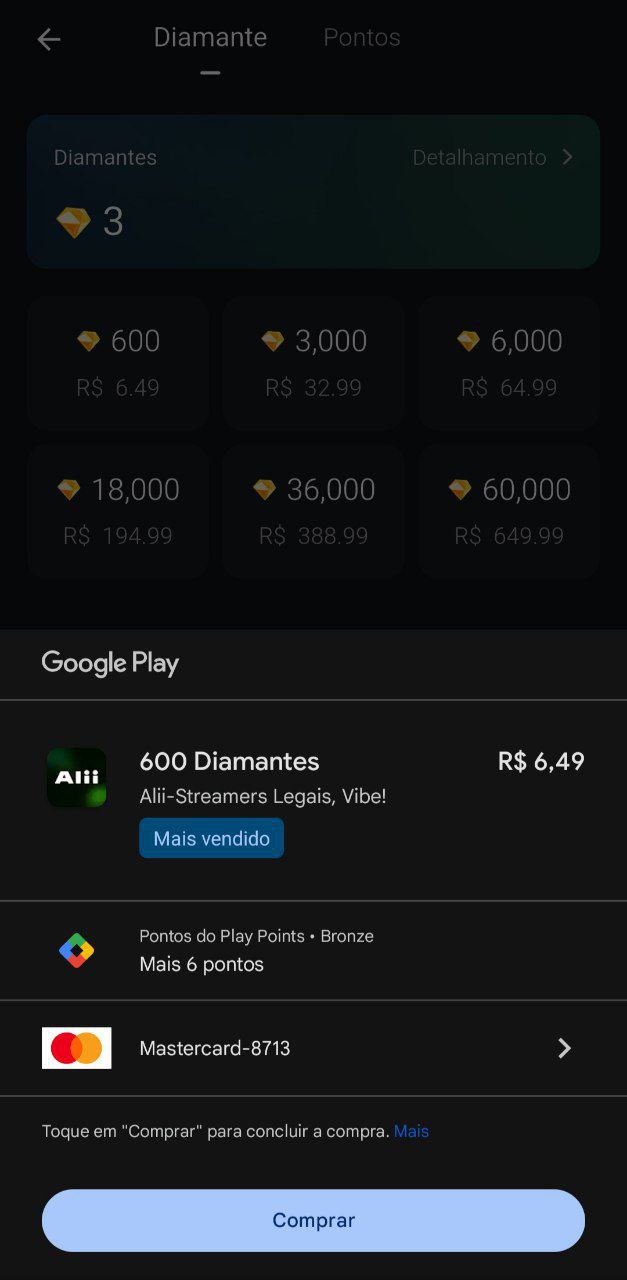 Diamante Pontos
Diamantes Detalhamento
3
600 3,000 6,000
R$ 6.49 R$ 32.99 R$ 64.99
18,000 36,000 60,000
R$ 194.99 R$ 388.99 R$ 649.99
Google Play
Alii
600 Diamantes R$ 6,49
Alii-Streamers Legais, Vibe!
Mais vendido
Pontos do Play Points • Bronze
Mais 6 pontos
Mastercard-8713
Toque em "Comprar" para concluir a compra. Mais
Comprar